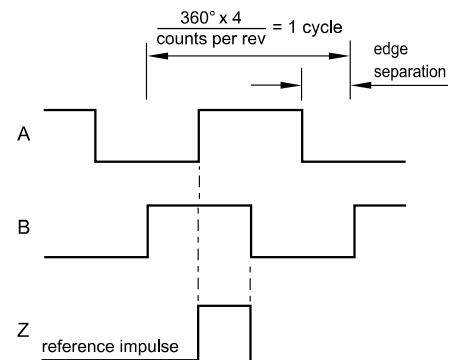 360° x 4
counts per rev
= 1 cycle
edge
separation
A
B
Z
reference impulse